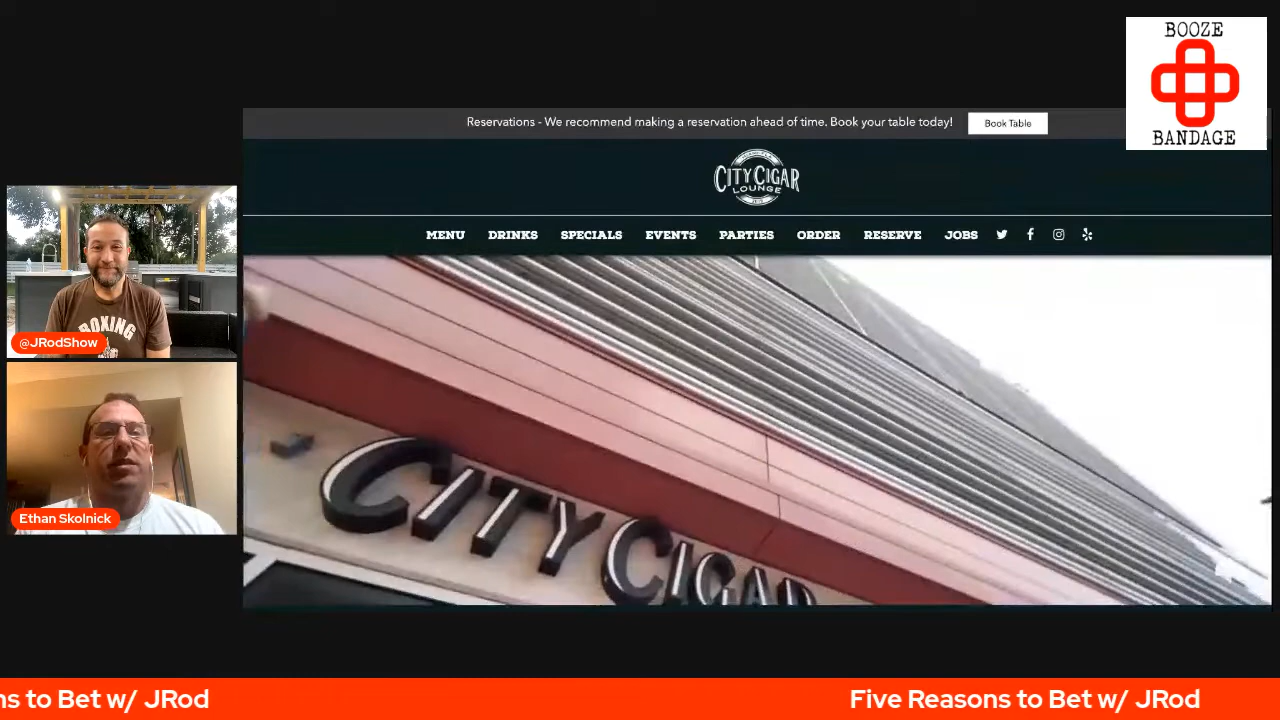 BOOZE
BANDAGE
Reservations - We recommend making a reservation ahead of time. Book your table today!
Book Table
CITY CIGAR
LOUNGE
MENU
DRINKS
SPECIALS
EVENTS
PARTIES
ORDER
RESERVE
JOBS
BOXING
@JRodShow
Ethan Skolnick
CITY CIGAR
ns to Bet w/ JRod
Five Reasons to Bet w/ JRod